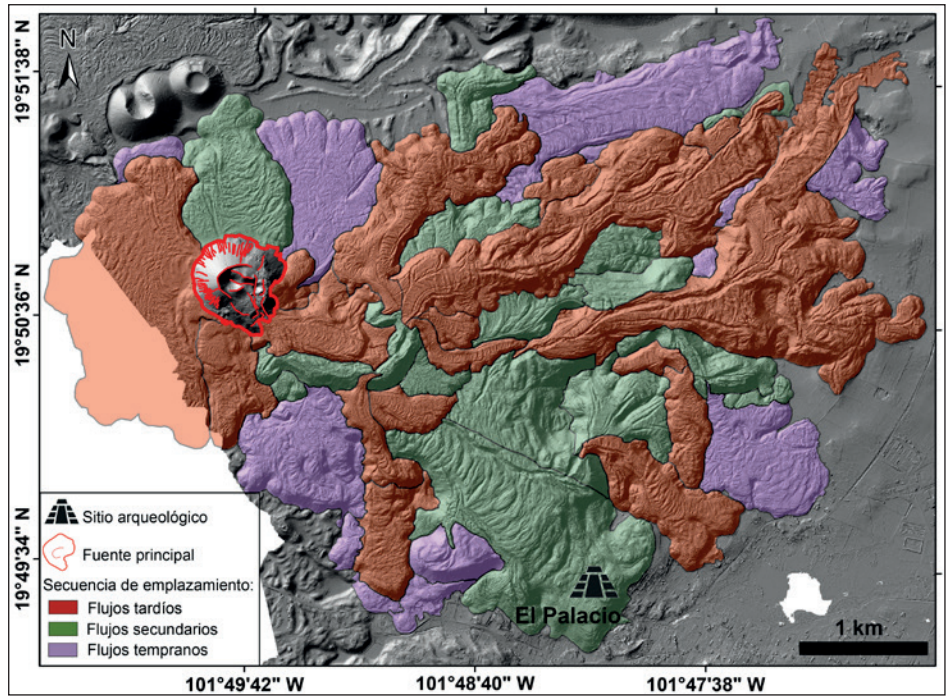 N
19°51'38" N
19°50'36" N
19°49'34" N
El Palacio
1 km
Sitio arqueológico
Fuente principal
Secuencia de emplazamiento:
Flujos tardíos
Flujos secundarios
Flujos tempranos
101°49'42" W
101°48'40" W
101°47'38" W